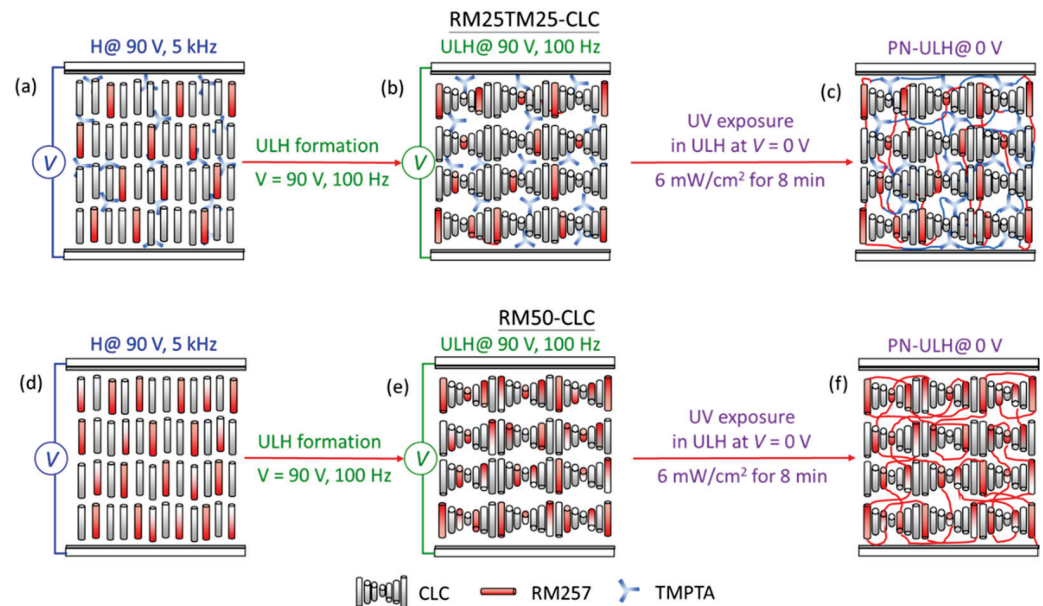 RM25TM25-CLC
H@ 90 V, 5 kHz
ULH@ 90 V, 100 Hz
PN-ULH@ 0 V
(a)
(b)
(c)
V
ULH formation
V = 90 V, 100 Hz
V
UV exposure
in ULH at V = 0 V
6 mW/cm² for 8 min
RM50-CLC
H@ 90 V, 5 kHz
ULH@ 90 V, 100 Hz
PN-ULH@ 0 V
(d)
(e)
(f)
V
ULH formation
V = 90 V, 100 Hz
V
UV exposure
in ULH at V = 0 V
6 mW/cm² for 8 min
CLC
RM257
TMPTA